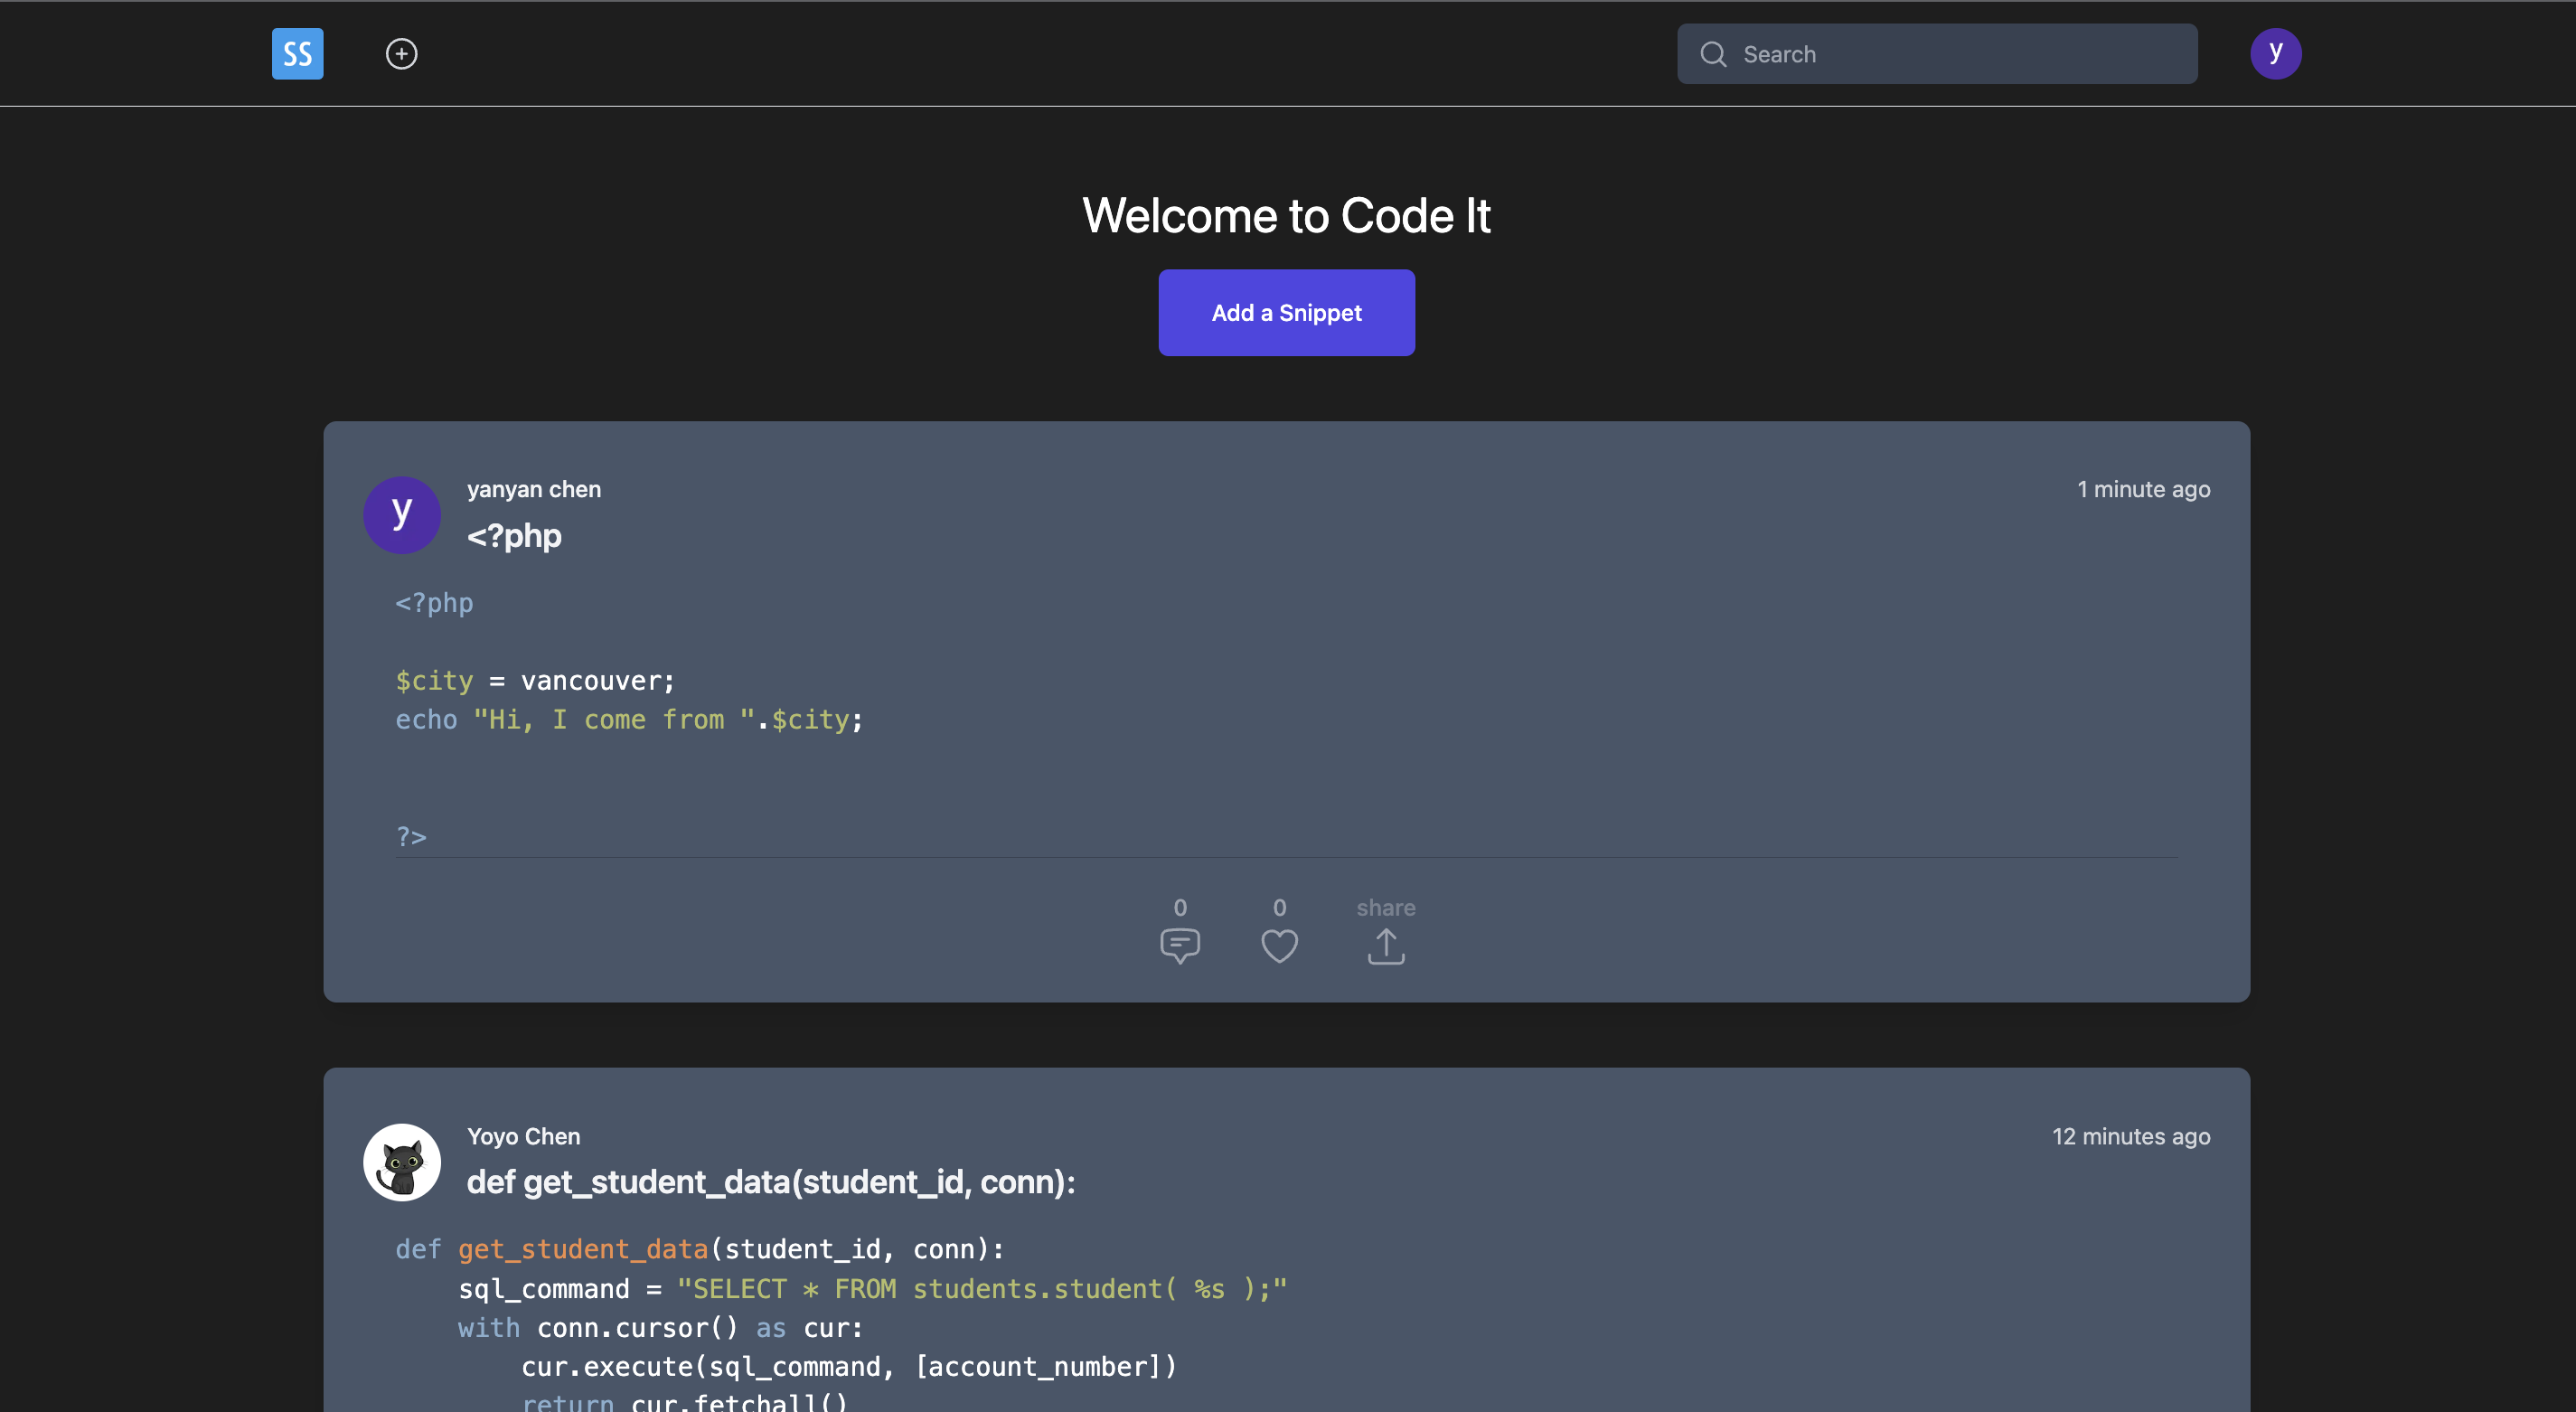 SS
Search
y
Welcome to Code It
Add a Snippet
y
yanyan chen
1 minute ago
<?php
<?php
$city = vancouver;
echo "Hi, I come from ".$city;
?>
0
0
share
Yoyo Chen
12 minutes ago
def get_student_data(student_id, conn):
def get_student_data(student_id, conn):
    sql_command = "SELECT * FROM students.student( %s );"
    with conn.cursor() as cur:
        cur.execute(sql_command, [account_number])
        return cur.fetchall()